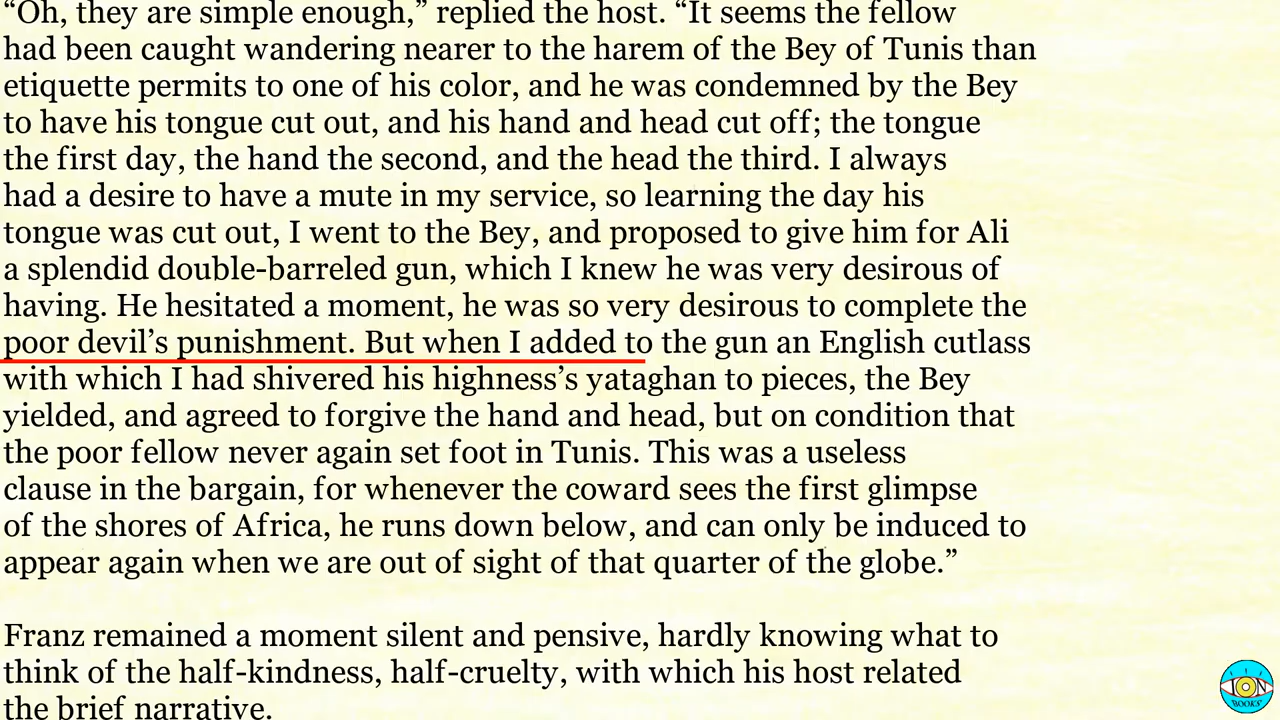 “Oh, they are simple enough,” replied the host. “It seems the fellow
had been caught wandering nearer to the harem of the Bey of Tunis than
etiquette permits to one of his color, and he was condemned by the Bey
to have his tongue cut out, and his hand and head cut off; the tongue
the first day, the hand the second, and the head the third. I always
had a desire to have a mute in my service, so learning the day his
tongue was cut out, I went to the Bey, and proposed to give him for Ali
a splendid double-barreled gun, which I knew he was very desirous of
having. He hesitated a moment, he was so very desirous to complete the
poor devil’s punishment. But when I added to the gun an English cutlass
with which I had shivered his highness’s yataghan to pieces, the Bey
yielded, and agreed to forgive the hand and head, but on condition that
the poor fellow never again set foot in Tunis. This was a useless
clause in the bargain, for whenever the coward sees the first glimpse
of the shores of Africa, he runs down below, and can only be induced to
appear again when we are out of sight of that quarter of the globe.”
Franz remained a moment silent and pensive, hardly knowing what to
think of the half-kindness, half-cruelty, with which his host related
the brief narrative.
ION
BOOKS